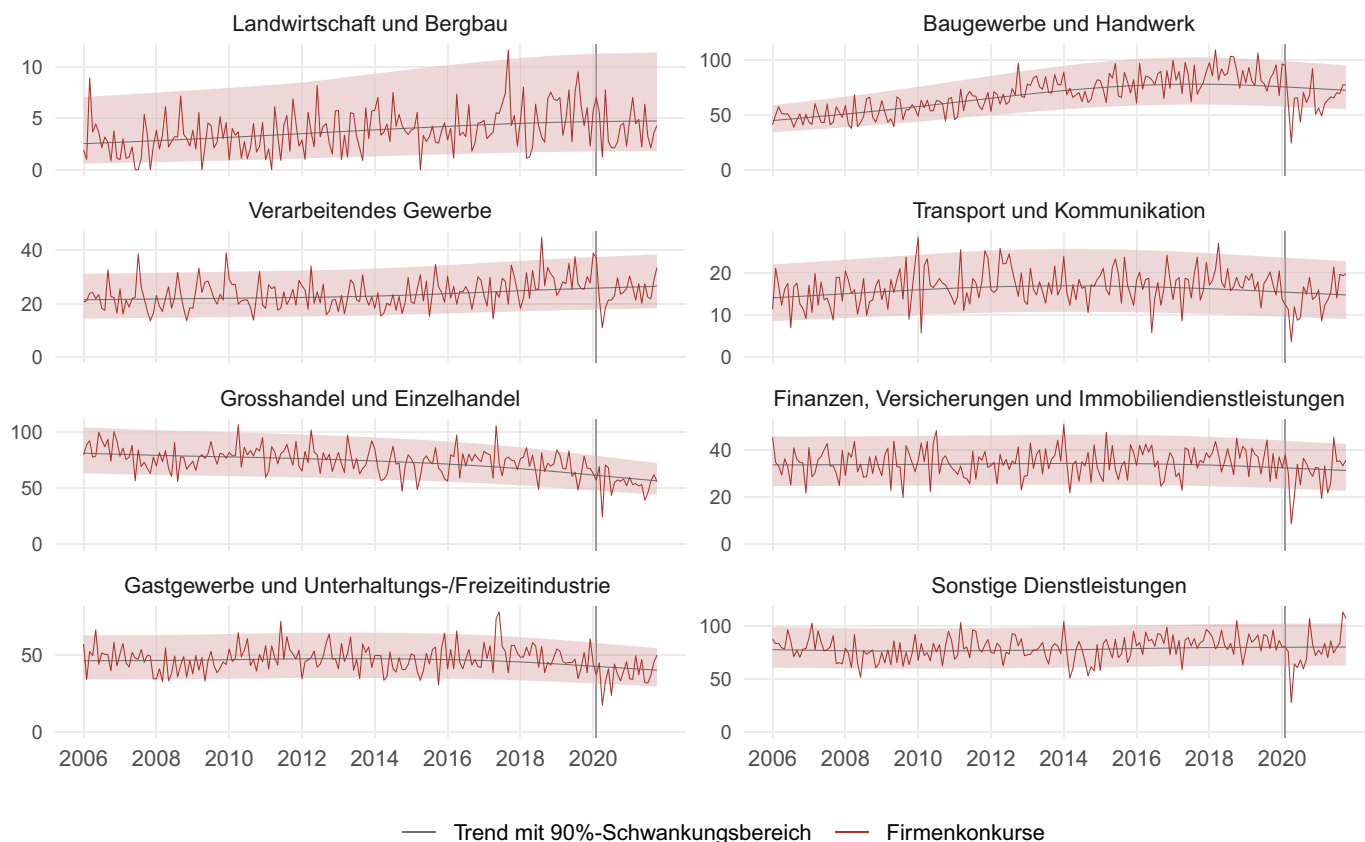 Landwirtschaft und Bergbau
10
5
0
Baugewerbe und Handwerk
100
50
0
Verarbeitendes Gewerbe
40
20
0
Transport und Kommunikation
20
10
0
Grosshandel und Einzelhandel
100
50
0
Finanzen, Versicherungen und Immobiliendienstleistungen
40
20
0
Gastgewerbe und Unterhaltungs-/Freizeitindustrie
50
0
2006 2008 2010 2012 2014 2016 2018 2020
Sonstige Dienstleistungen
100
50
0
2006 2008 2010 2012 2014 2016 2018 2020
Trend mit 90%-Schwankungsbereich Firmenkonkurse